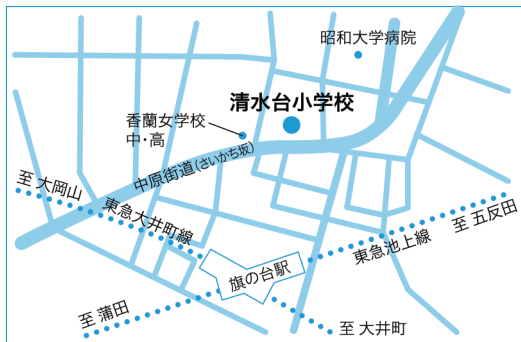 昭和大学病院
清水台小学校
香蘭女学校
中・高
中原街道(さいかち坂)
至 大岡山
東急大井町線
旗の台駅
東急池上線
至 五反田
至 蒲田
至 大井町